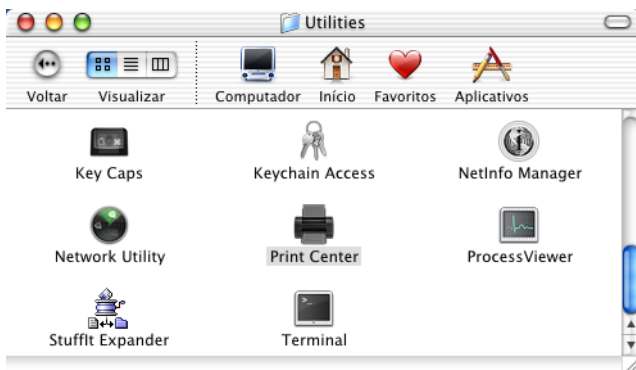 Utilities
Voltar Visualizar Computador Início Favoritos Aplicativos
Key Caps Keychain Access NetInfo Manager
Network Utility Print Center ProcessViewer
StuffIt Expander Terminal